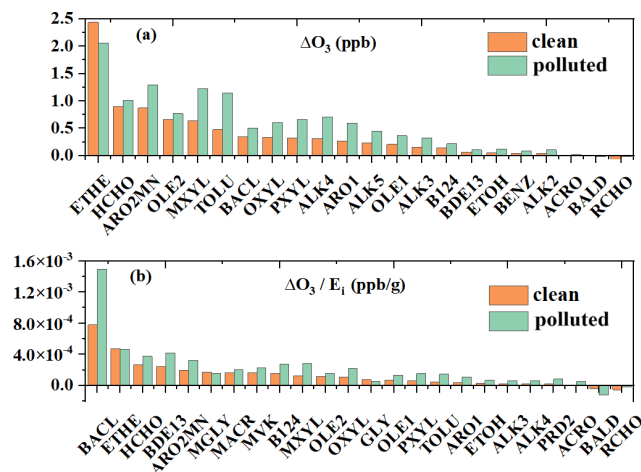 (a)
ΔO₃ (ppb)
clean
polluted
2.5
2.0
1.5
1.0
0.5
0.0
ETHE
HCHO
ARO2MN
OLE2
MXYL
TOLU
BACL
OXYL
PXYL
ALK4
ARO1
ALK5
OLE1
ALK3
B124
BDE13
ETOH
BENZ
ALK2
ACRO
BALD
RCHO
(b)
ΔO₃ / Eᵢ (ppb/g)
clean
polluted
1.6×10⁻³
1.2×10⁻³
8.0×10⁻⁴
4.0×10⁻⁴
0.0
BACL
ETHE
HCHO
BDE13
ARO2MN
MGLY
MACR
MVK
B124
MXYL
OLE2
OXYL
GLY
OLE1
PXYL
TOLU
ARO1
ETOH
ALK3
ALK4
PRD2
ACRO
BALD
RCHO